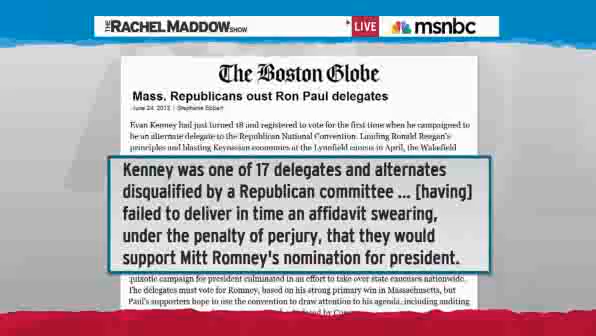 THE RACHEL MADDOW SHOW
LIVE
msnbc
The Boston Globe
Mass. Republicans oust Ron Paul delegates
June 24, 2012 | Stephanie Ebbert
Evan Kenney had just turned 18 and registered to vote for the first time when he campaigned to
be an alternate delegate to the Republican National Convention. Lauding Ronald Reagan's
principles and blasting Keynesian economics at the Lynnfield caucus in April, the Wakefield
Kenney was one of 17 delegates and alternates
disqualified by a Republican committee ... [having]
failed to deliver in time an affidavit swearing,
under the penalty of perjury, that they would
support Mitt Romney's nomination for president.
quixotic campaign for president culminated in an effort to take over state caucuses nationwide.
The delegates must vote for Romney, based on his strong primary win in Massachusetts, but
Paul's supporters hope to use the convention to draw attention to his agenda, including auditing